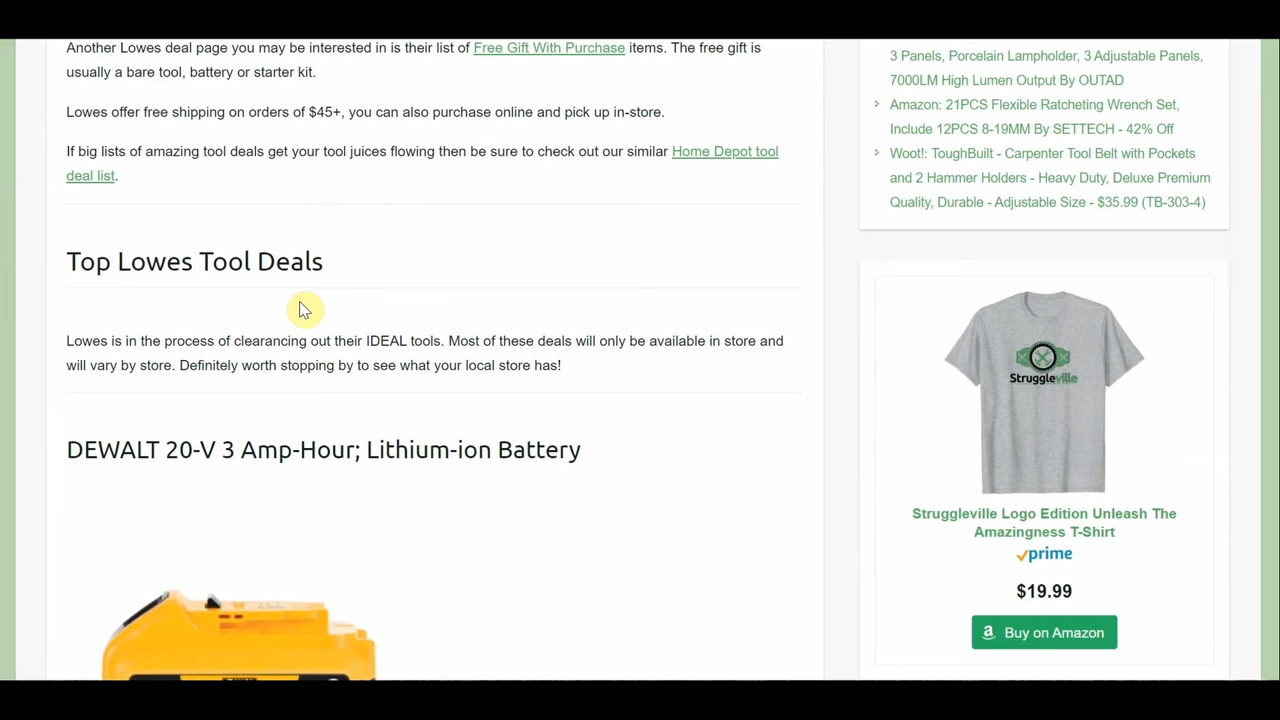 Another Lowes deal page you may be interested in is their list of Free Gift With Purchase items. The free gift is
usually a bare tool, battery or starter kit.
Lowes offer free shipping on orders of $45+, you can also purchase online and pick up in-store.
If big lists of amazing tool deals get your tool juices flowing then be sure to check out our similar Home Depot tool
deal list.
Top Lowes Tool Deals
Lowes is in the process of clearancing out their IDEAL tools. Most of these deals will only be available in store and
will vary by store. Definitely worth stopping by to see what your local store has!
DEWALT 20-V 3 Amp-Hour; Lithium-ion Battery
3 Panels, Porcelain Lampholder, 3 Adjustable Panels,
7000LM High Lumen Output By OUTAD
Amazon: 21PCS Flexible Ratcheting Wrench Set,
Include 12PCS 8-19MM By SETTECH - 42% Off
Woot!: ToughBuilt - Carpenter Tool Belt with Pockets
and 2 Hammer Holders - Heavy Duty, Deluxe Premium
Quality, Durable - Adjustable Size - $35.99 (TB-303-4)
Struggleville
Struggleville Logo Edition Unleash The
Amazingness T-Shirt
prime
$19.99
Buy on Amazon